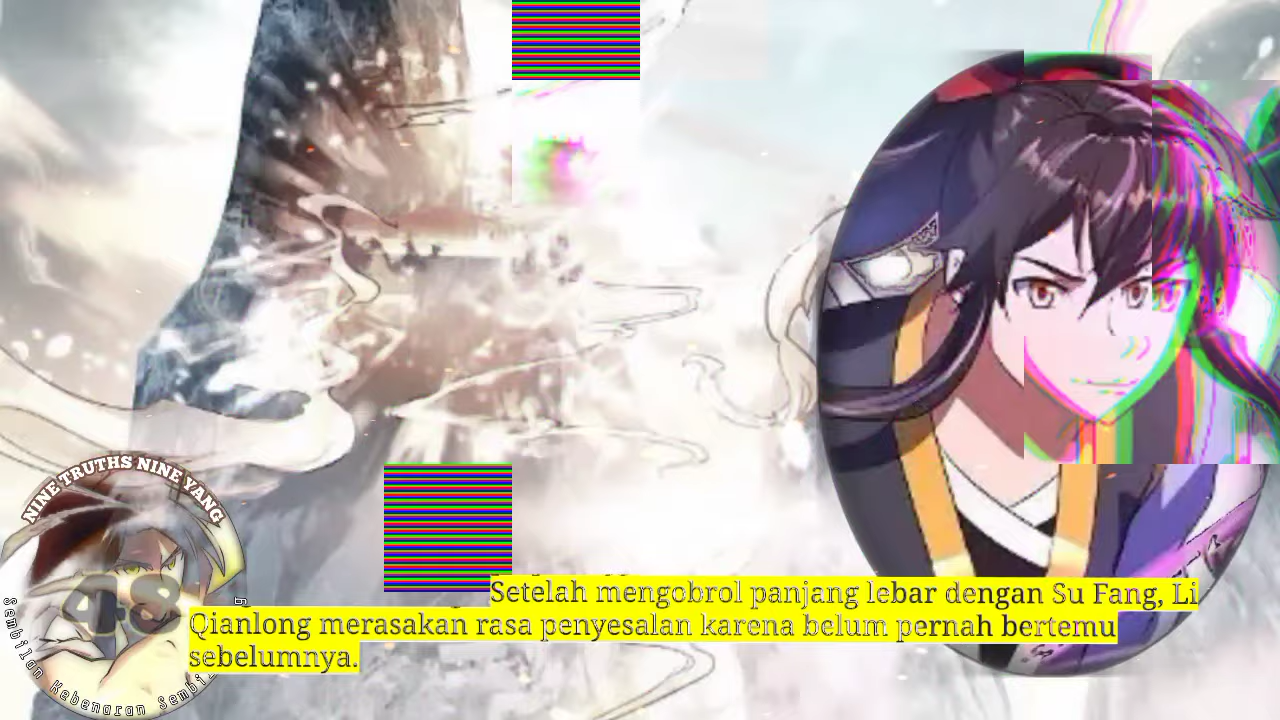 NINE TRUTHS NINE YANG
48
Setelah mengobrol panjang lebar dengan Su Fang, Li
Qianlong merasakan rasa penyesalan karena belum pernah bertemu
sebelumnya.
Sembilan Kebenaran Sembil